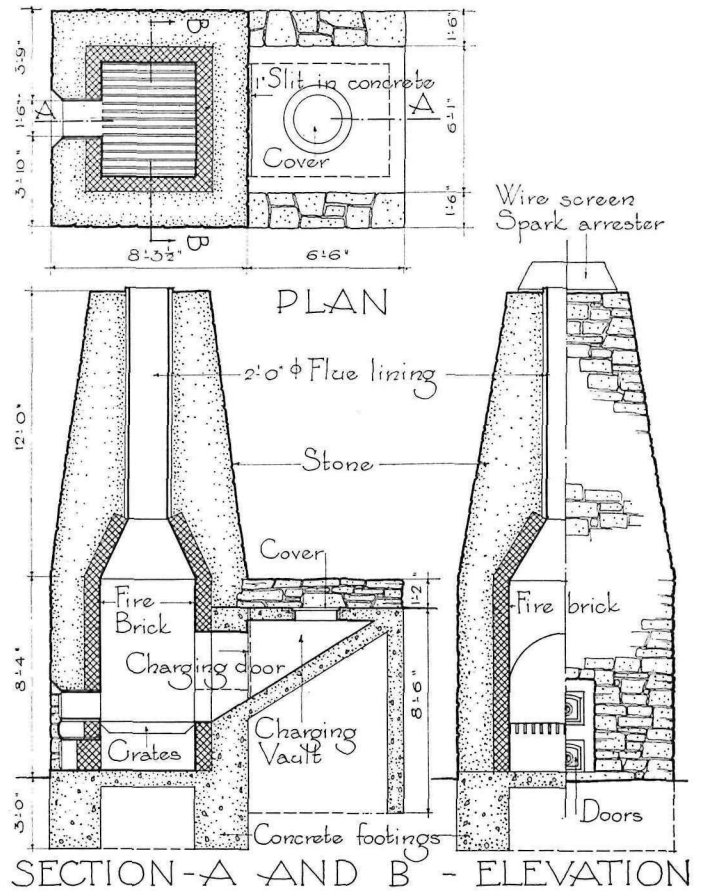 B
3'-9"
1'-6"
3'-10"
A
1" Slit in concrete
A
Cover
1'-6"
6'-1"
1'-6"
B
8'-3½"
6'-6"
PLAN
Wire screen
Spark arrester
12'-0"
2'-0" ϕ Flue lining
Stone
Cover
1'-2"
Fire
Brick
Fire brick
8'-4"
Charging door
8'-6"
Charging
Vault
Crates
3'-0"
Concrete footings
Doors
SECTION-A AND B - ELEVATION